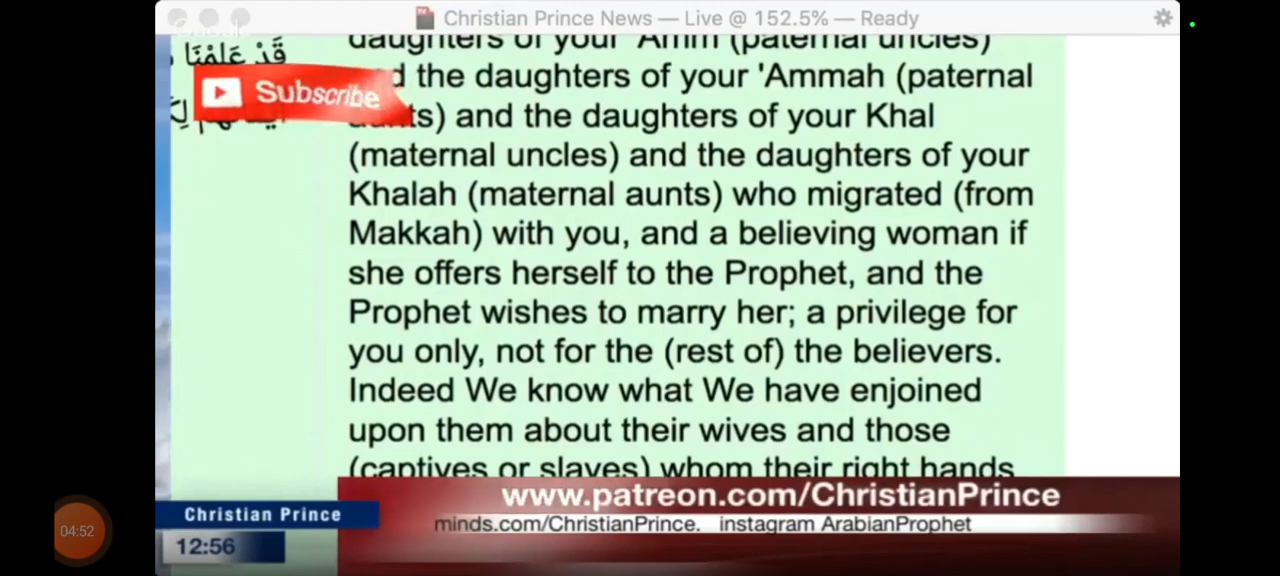 Christian Prince News — Live @ 152.5% — Ready
قَدْ عَلِمْنَا
Subscribe
daughters of your 'Amm (paternal uncles)
d the daughters of your 'Ammah (paternal
ts) and the daughters of your Khal
(maternal uncles) and the daughters of your
Khalah (maternal aunts) who migrated (from
Makkah) with you, and a believing woman if
she offers herself to the Prophet, and the
Prophet wishes to marry her; a privilege for
you only, not for the (rest of) the believers.
Indeed We know what We have enjoined
upon them about their wives and those
(captives or slaves) whom their right hands
www.patreon.com/ChristianPrince
Christian Prince
minds.com/ChristianPrince. instagram ArabianProphet
12:56
04:52